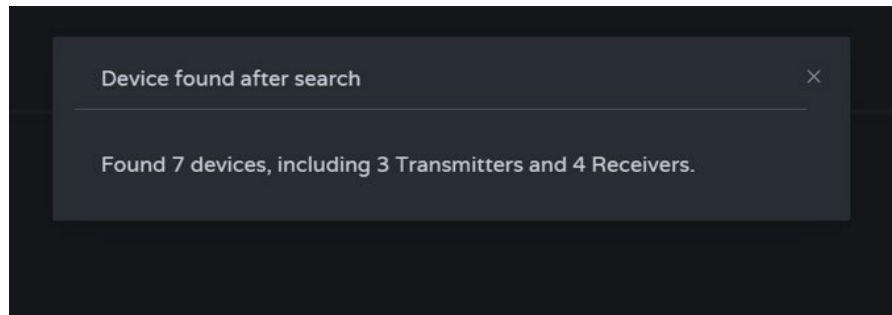 Device found after search
Found 7 devices, including 3 Transmitters and 4 Receivers.